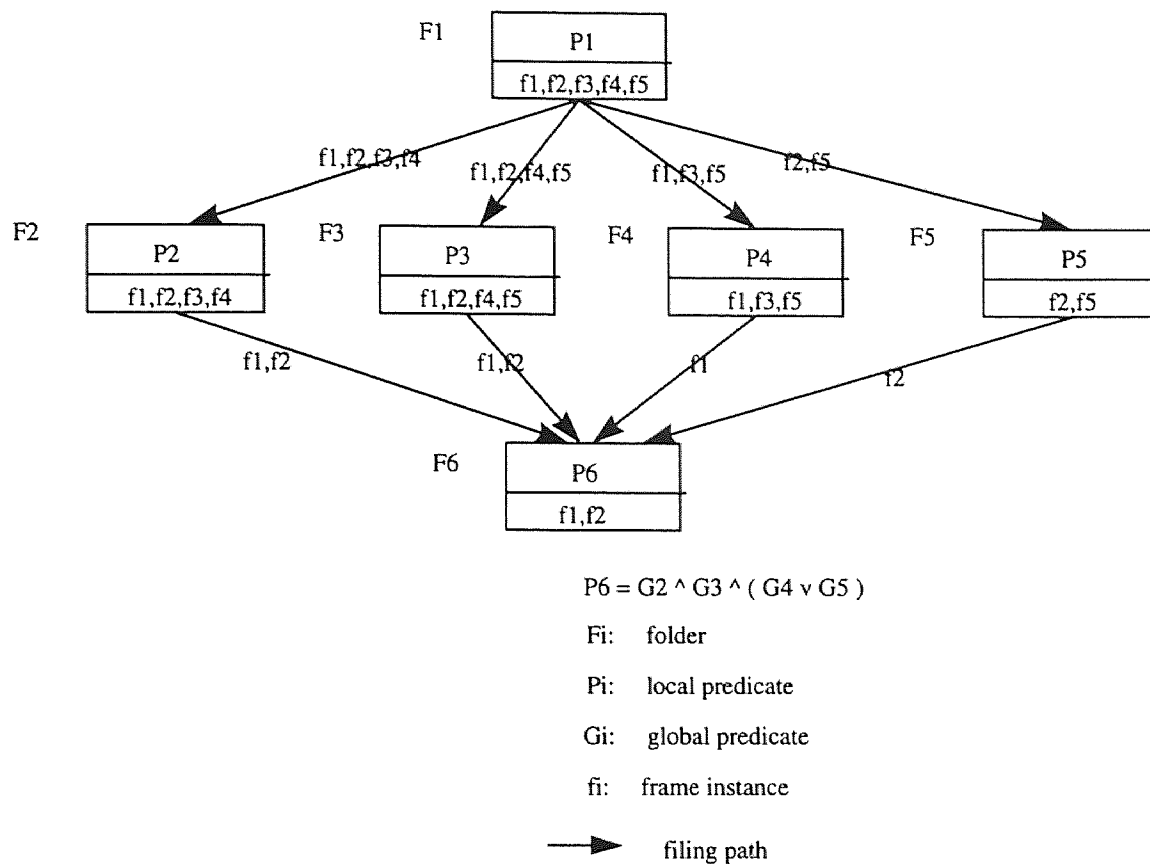 F1
P1
f1,f2,f3,f4,f5
f1,f2,f3,f4
f1,f2,f4,f5
f1,f3,f5
f2,f5
F2
P2
f1,f2,f3,f4
F3
P3
f1,f2,f4,f5
F4
P4
f1,f3,f5
F5
P5
f2,f5
f1,f2
f1,f2
f1
f2
F6
P6
f1,f2
P6 = G2 ^ G3 ^ ( G4 v G5 )
Fi: folder
Pi: local predicate
Gi: global predicate
fi: frame instance
filing path